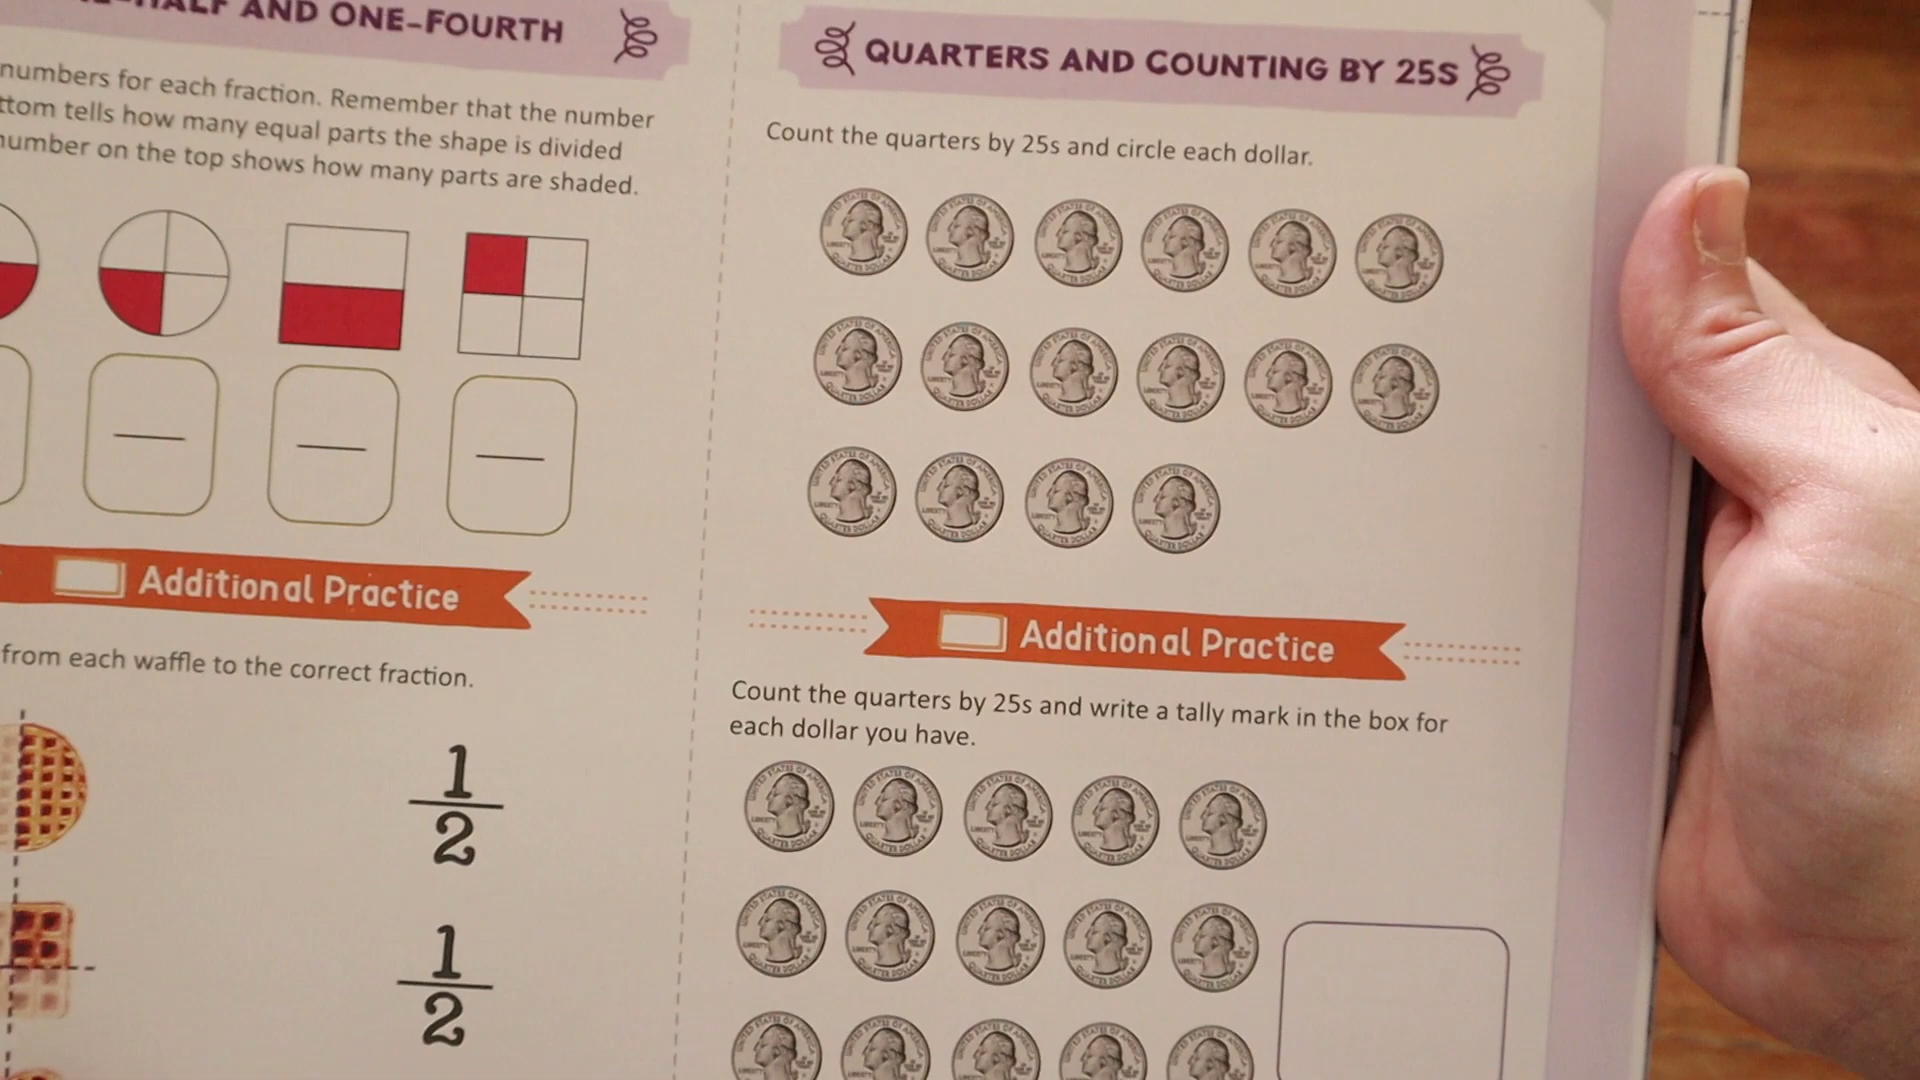 AND ONE-FOURTH
numbers for each fraction. Remember that the number
tells how many equal parts the shape is divided
number on the top shows how many parts are shaded.
Additional Practice
from each waffle to the correct fraction.
1
2
1
2
QUARTERS AND COUNTING BY 25S
Count the quarters by 25s and circle each dollar.
Additional Practice
Count the quarters by 25s and write a tally mark in the box for
each dollar you have.